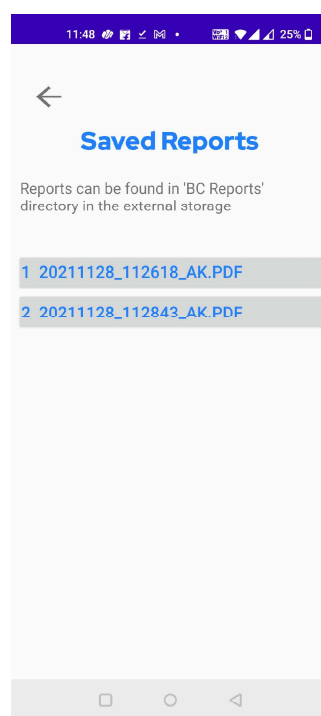 11:48 25%
Saved Reports
Reports can be found in 'BC Reports'
directory in the external storage
1 20211128_112618_AK.PDF
2 20211128_112843_AK.PDF